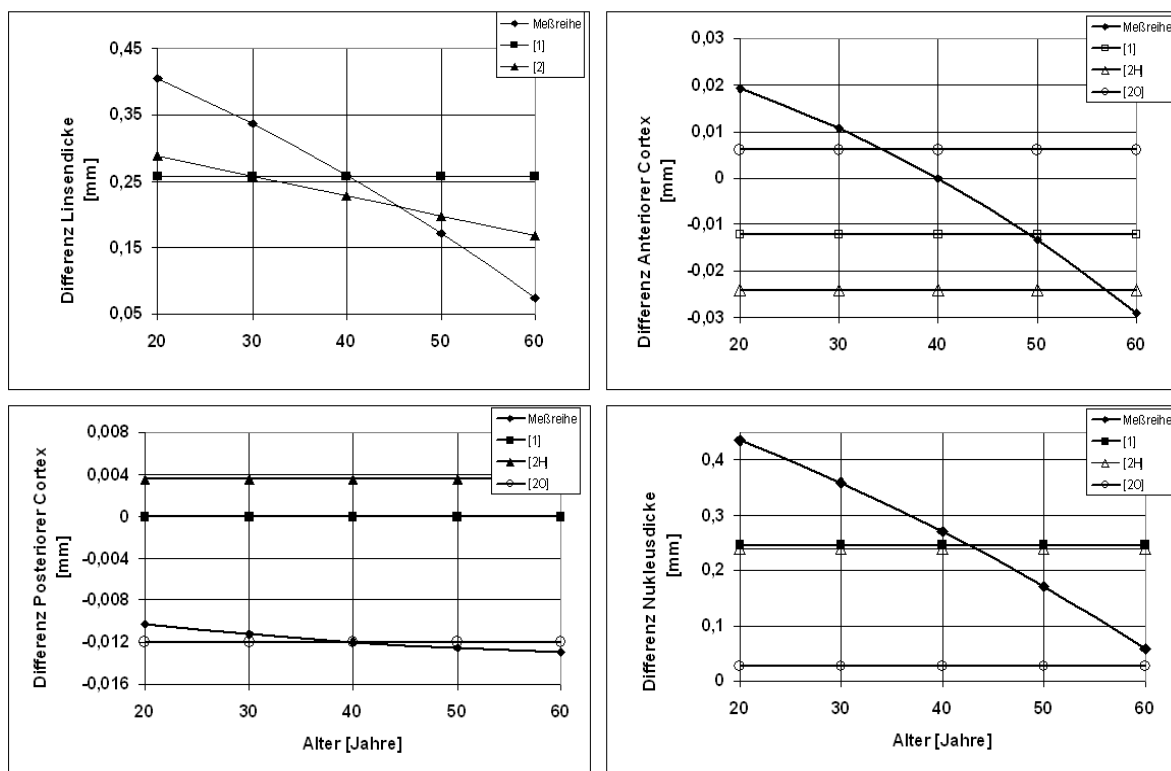 Meßreihe
[1]
[2]
0,45
0,35
0,25
0,15
0,05
Differenz Linsendicke
[mm]
20 30 40 50 60
Meßreihe
[1]
[2H]
[2O]
0,03
0,02
0,01
0
-0,01
-0,02
-0,03
Differenz Anteriorer Cortex
[mm]
20 30 40 50 60
Meßreihe
[1]
[2H]
[2O]
0,008
0,004
0
-0,004
-0,008
-0,012
-0,016
Differenz Posteriorer Cortex
[mm]
20 30 40 50 60
Alter [Jahre]
Meßreihe
[1]
[2H]
[2O]
0,4
0,3
0,2
0,1
0
Differenz Nukleusdicke
[mm]
20 30 40 50 60
Alter [Jahre]